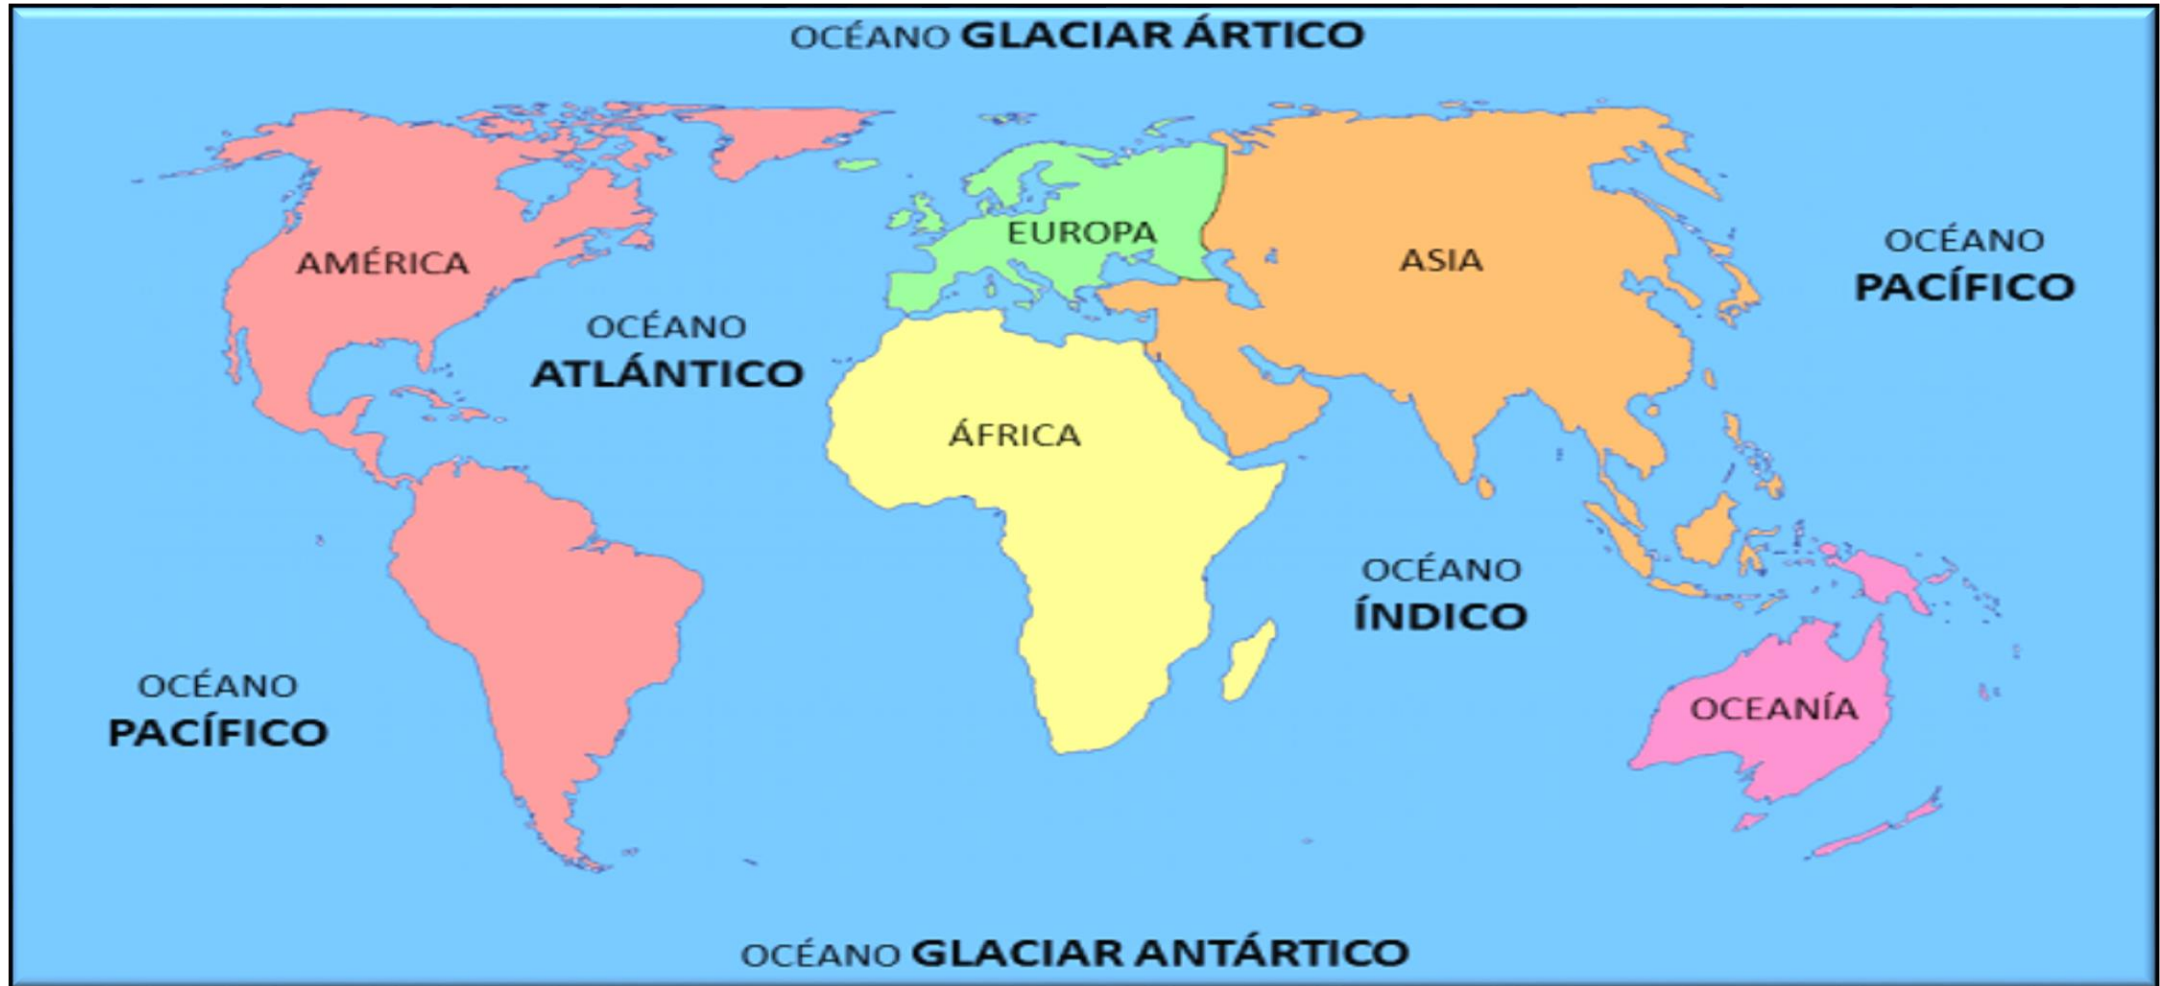 OCÉANO GLACIAR ÁRTICO
AMÉRICA
EUROPA
ASIA
OCÉANO
PACÍFICO
OCÉANO
ATLÁNTICO
ÁFRICA
OCÉANO
ÍNDICO
OCÉANO
PACÍFICO
OCEANÍA
OCÉANO GLACIAR ANTÁRTICO